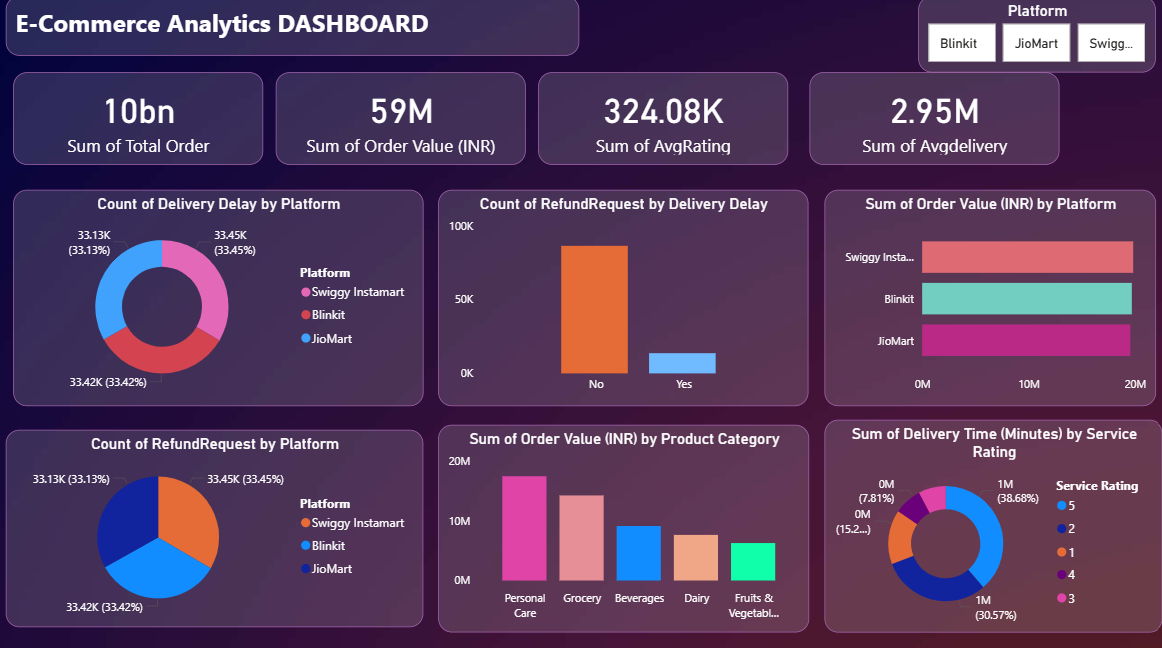 E-Commerce Analytics DASHBOARD
Platform
Blinkit
JioMart
Swigg...
10bn
Sum of Total Order
59M
Sum of Order Value (INR)
324.08K
Sum of AvgRating
2.95M
Sum of Avgdelivery
Count of Delivery Delay by Platform
33.13K
(33.13%)
33.45K
(33.45%)
33.42K (33.42%)
Platform
Swiggy Instamart
Blinkit
JioMart
Count of RefundRequest by Delivery Delay
100K
50K
0K
No
Yes
Sum of Order Value (INR) by Platform
Swiggy Insta...
Blinkit
JioMart
0M
10M
20M
Count of RefundRequest by Platform
33.13K (33.13%)
33.45K (33.45%)
33.42K (33.42%)
Platform
Swiggy Instamart
Blinkit
JioMart
Sum of Order Value (INR) by Product Category
20M
10M
0M
Personal
Care
Grocery
Beverages
Dairy
Fruits &
Vegetabl...
Sum of Delivery Time (Minutes) by Service
Rating
0M
(7.81%)
0M
(15.2...)
1M
(38.68%)
1M
(30.57%)
Service Rating
5
2
1
4
3